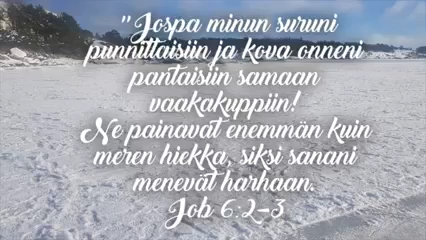 "Jospa minun suruni
punnittaisiin ja kova onneni
pantaisiin samaan
vaakakuppiin!
Ne painavat enemmän kuin
meren hiekka, siksi sanani
menevät harhaan.
Job 6:2-3